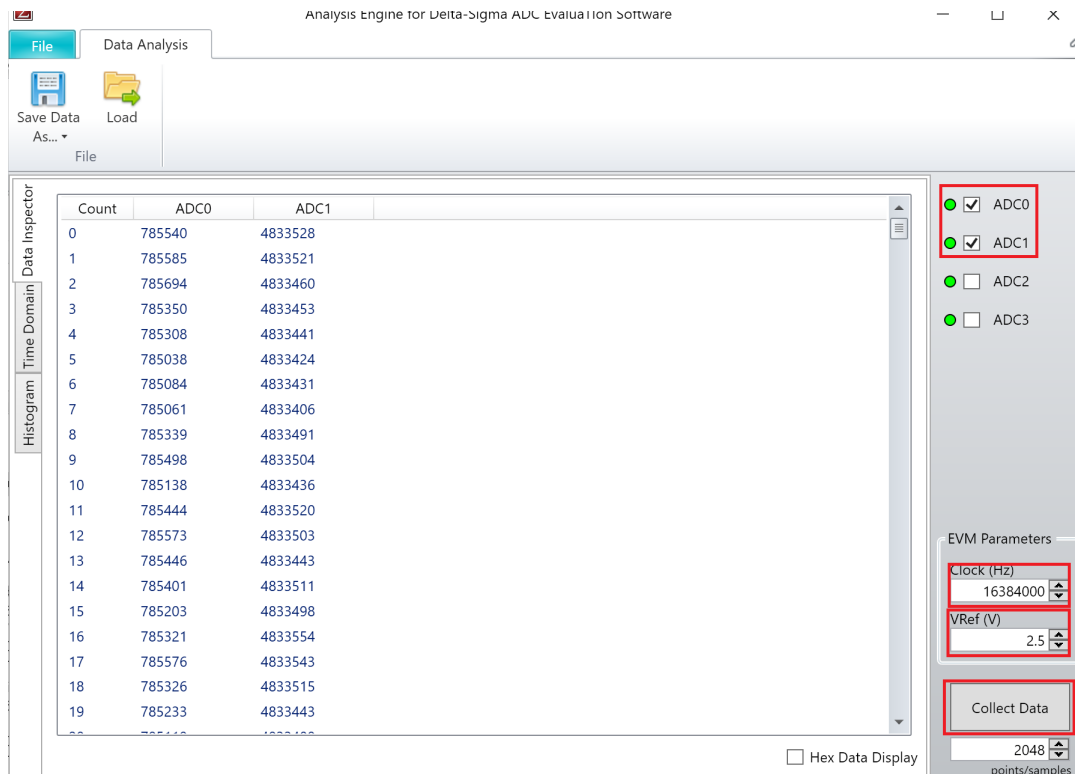 Analysis Engine for Delta-Sigma ADC EvaluaTion Software
File
Data Analysis
Save Data
As...
Load
File
Data Inspector
Time Domain
Histogram
Count ADC0 ADC1
0 785540 4833528
1 785585 4833521
2 785694 4833460
3 785350 4833453
4 785308 4833441
5 785038 4833424
6 785084 4833431
7 785061 4833406
8 785339 4833491
9 785498 4833504
10 785138 4833436
11 785444 4833520
12 785573 4833503
13 785446 4833443
14 785401 4833511
15 785203 4833498
16 785321 4833554
17 785576 4833543
18 785326 4833515
19 785233 4833443
ADC0
ADC1
ADC2
ADC3
EVM Parameters
Clock (Hz)
16384000
VRef (V)
2.5
Collect Data
2048
points/samples
Hex Data Display